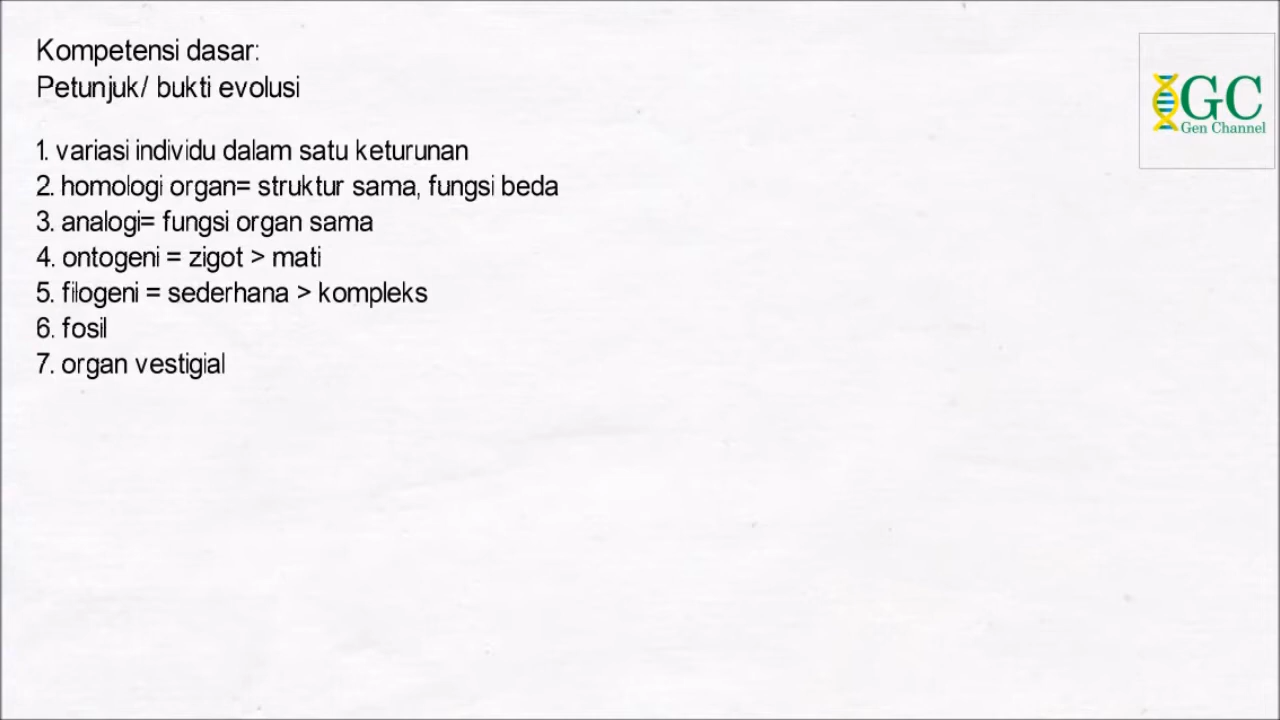 Kompetensi dasar:
Petunjuk/ bukti evolusi
1. variasi individu dalam satu keturunan
2. homologi organ= struktur sama, fungsi beda
3. analogi= fungsi organ sama
4. ontogeni = zigot > mati
5. filogeni = sederhana > kompleks
6. fosil
7. organ vestigial
GC
Gen Channel